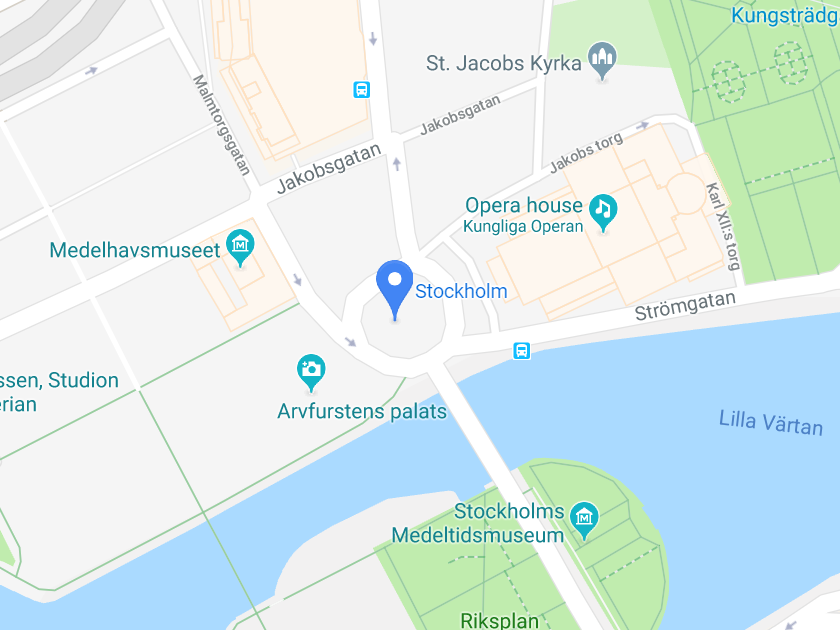 Kungsträdg
St. Jacobs Kyrka
Malmtorgsgatan
Jakobsgatan
Jakobsgatan
Jakobs torg
Opera house
Kungliga Operan
Karl XII:s torg
Medelhavsmuseet
Stockholm
Strömgatan
ssen, Studion
erian
Arvfurstens palats
Lilla Värtan
Stockholms
Medeltidsmuseum
Riksplan